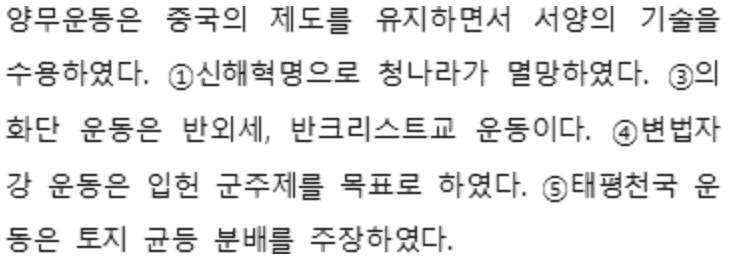 양무운동은 중국의 제도를 유지하면서 서양의 기술을
수용하였다. ①신해혁명으로 청나라가 멸망하였다. ③의
화단 운동은 반외세, 반크리스트교 운동이다. ④변법자
강 운동은 입헌 군주제를 목표로 하였다. ⑤태평천국 운
동은 토지 균등 분배를 주장하였다.